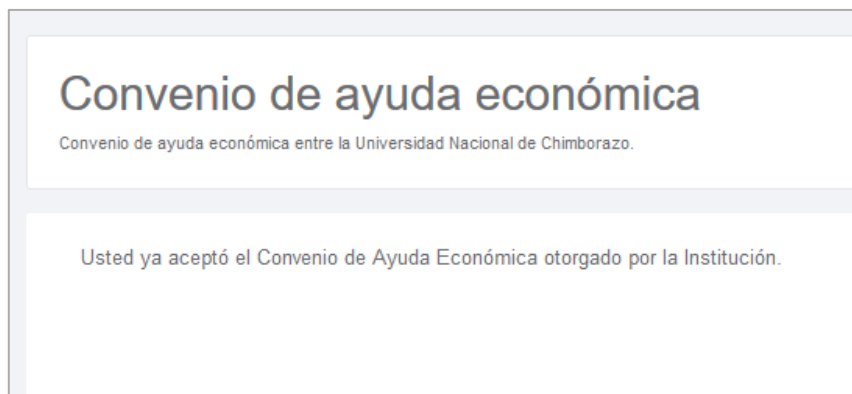 Convenio de ayuda económica
Convenio de ayuda económica entre la Universidad Nacional de Chimborazo.
Usted ya aceptó el Convenio de Ayuda Económica otorgado por la Institución.